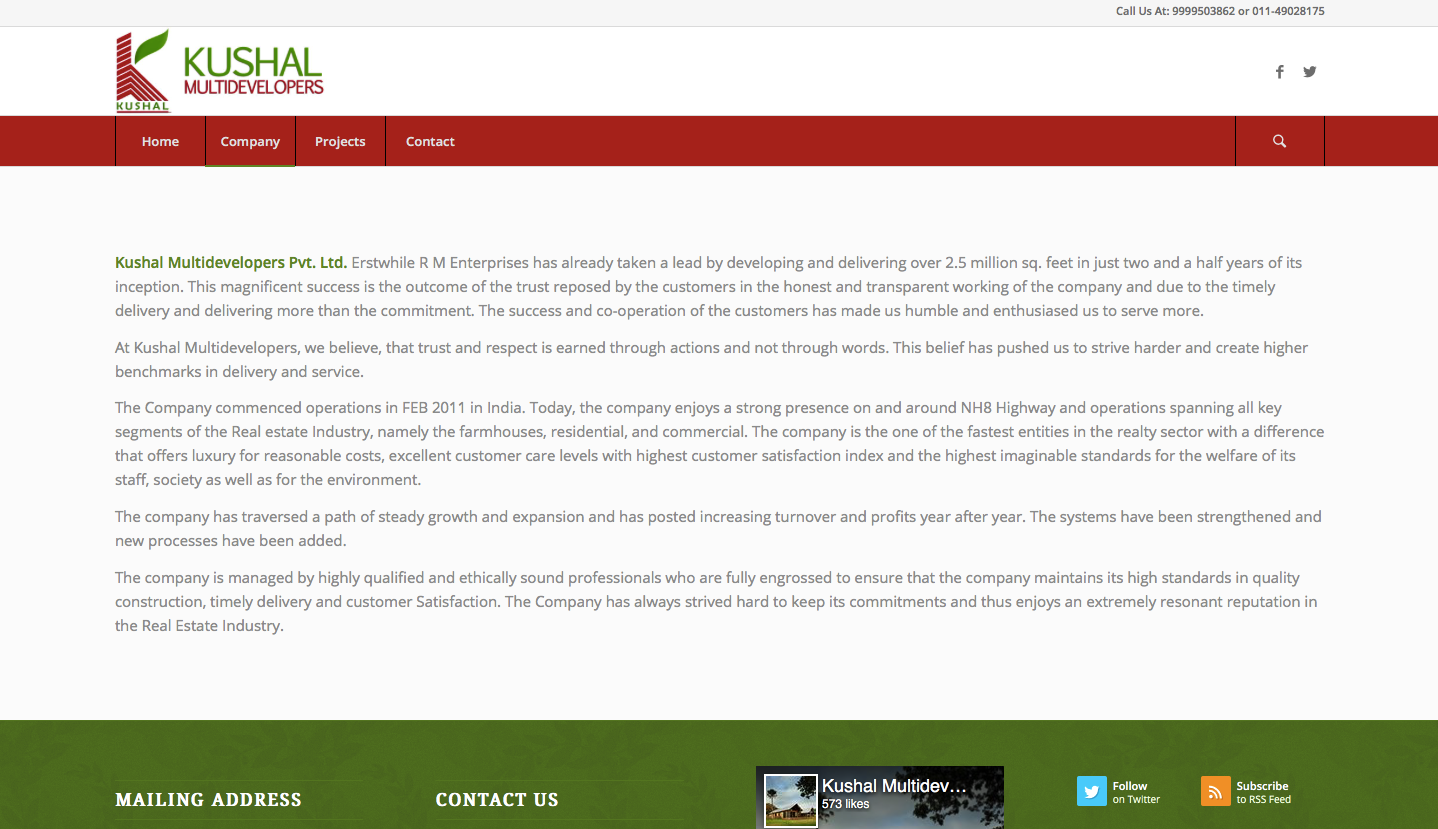 Call Us At: 9999503862 or 011-49028175
KUSHAL
MULTIDEVELOPERS
KUSHAL
Home Company Projects Contact
Kushal Multidevelopers Pvt. Ltd. Erstwhile R M Enterprises has already taken a lead by developing and delivering over 2.5 million sq. feet in just two and a half years of its
inception. This magnificent success is the outcome of the trust reposed by the customers in the honest and transparent working of the company and due to the timely
delivery and delivering more than the commitment. The success and co-operation of the customers has made us humble and enthusiased us to serve more.
At Kushal Multidevelopers, we believe, that trust and respect is earned through actions and not through words. This belief has pushed us to strive harder and create higher
benchmarks in delivery and service.
The Company commenced operations in FEB 2011 in India. Today, the company enjoys a strong presence on and around NH8 Highway and operations spanning all key
segments of the Real estate Industry, namely the farmhouses, residential, and commercial. The company is the one of the fastest entities in the realty sector with a difference
that offers luxury for reasonable costs, excellent customer care levels with highest customer satisfaction index and the highest imaginable standards for the welfare of its
staff, society as well as for the environment.
The company has traversed a path of steady growth and expansion and has posted increasing turnover and profits year after year. The systems have been strengthened and
new processes have been added.
The company is managed by highly qualified and ethically sound professionals who are fully engrossed to ensure that the company maintains its high standards in quality
construction, timely delivery and customer Satisfaction. The Company has always strived hard to keep its commitments and thus enjoys an extremely resonant reputation in
the Real Estate Industry.
MAILING ADDRESS
CONTACT US
Kushal Multidev...
573 likes
Follow
on Twitter
Subscribe
to RSS Feed